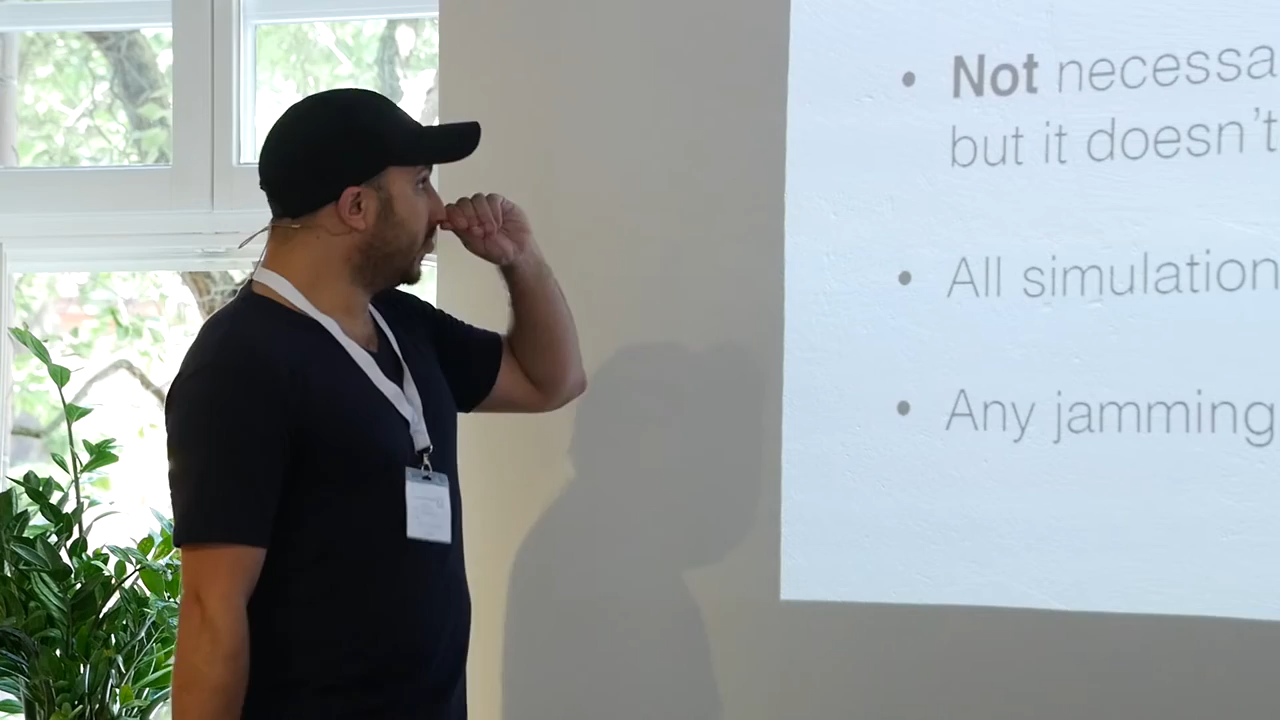 • Not necessa
but it doesn't
• All simulation
• Any jamming